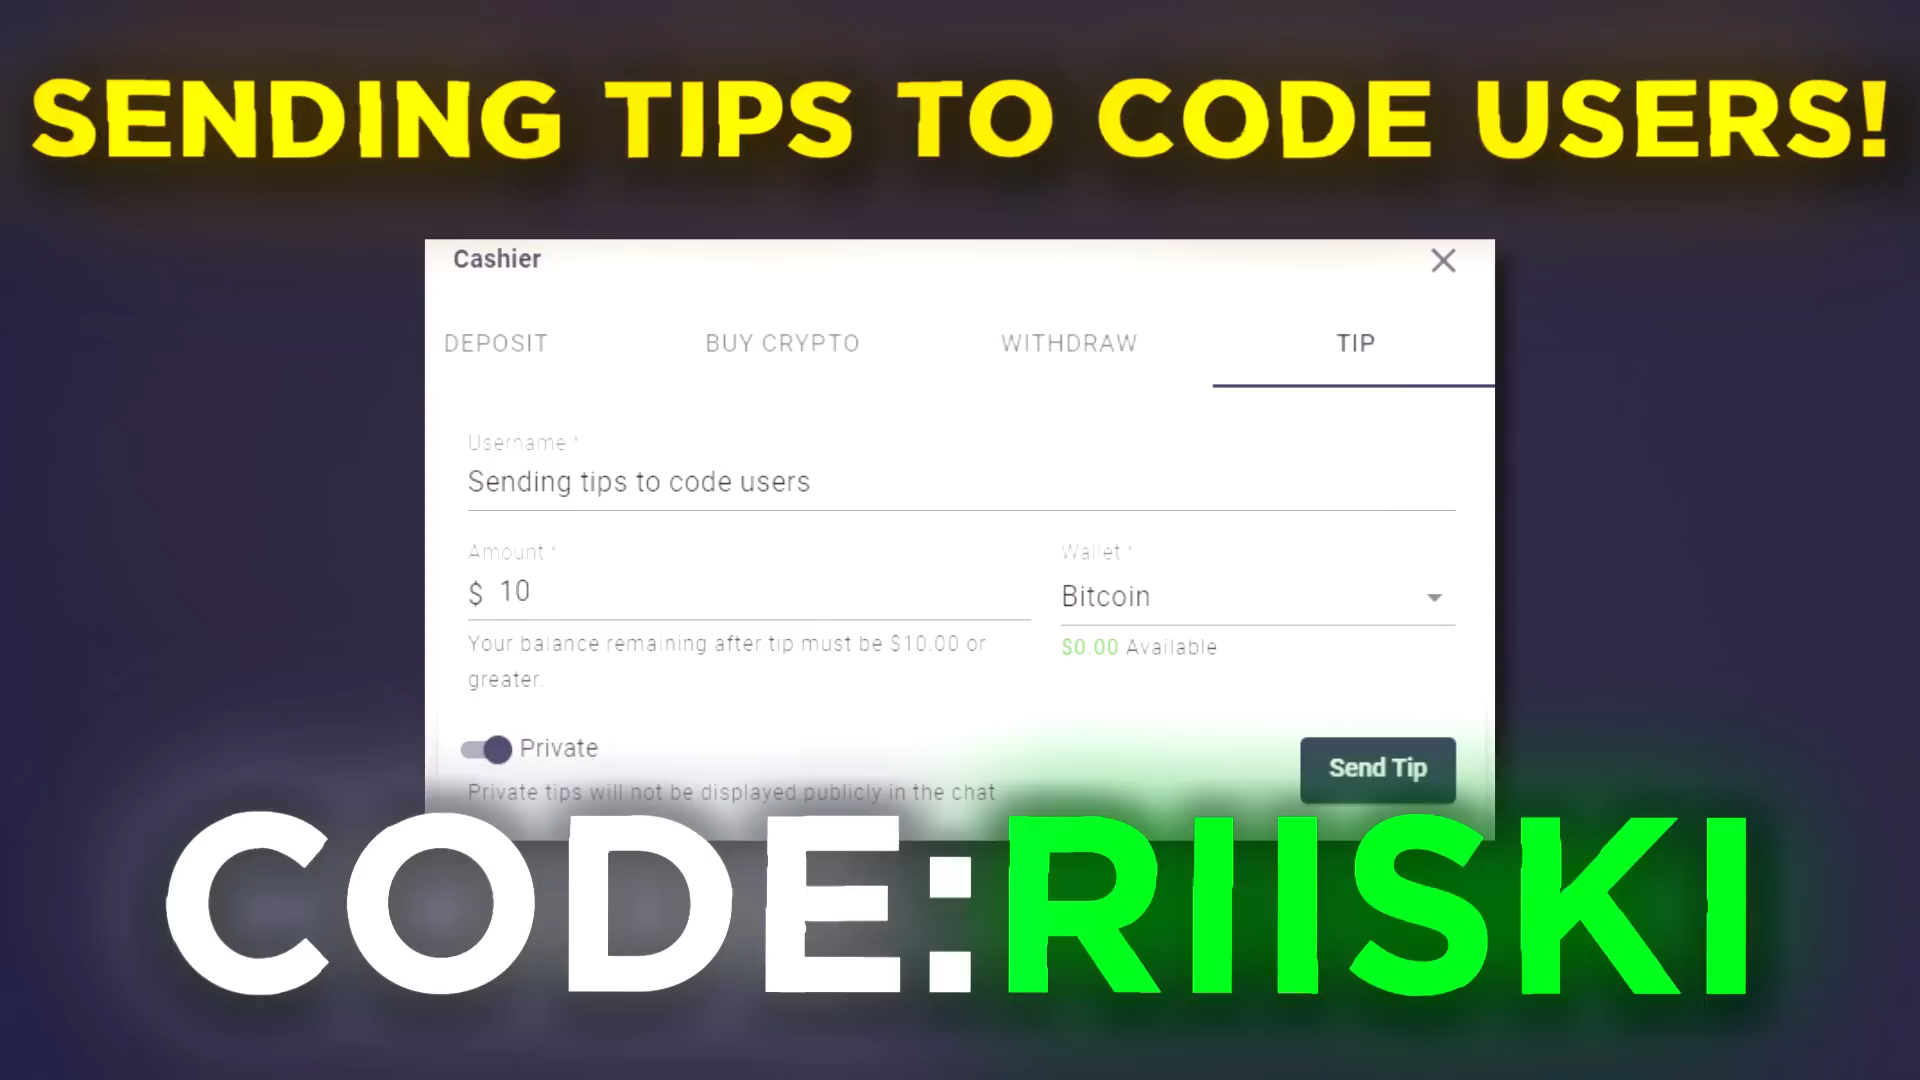 SENDING TIPS TO CODE USERS!
Cashier
DEPOSIT BUY CRYPTO WITHDRAW TIP
Username *
Sending tips to code users
Amount * Wallet *
$ 10 Bitcoin
Your balance remaining after tip must be $10.00 or
greater.
$0.00 Available
Private
Send Tip
Private tips will not be displayed publicly in the chat
CODE:RIISKI